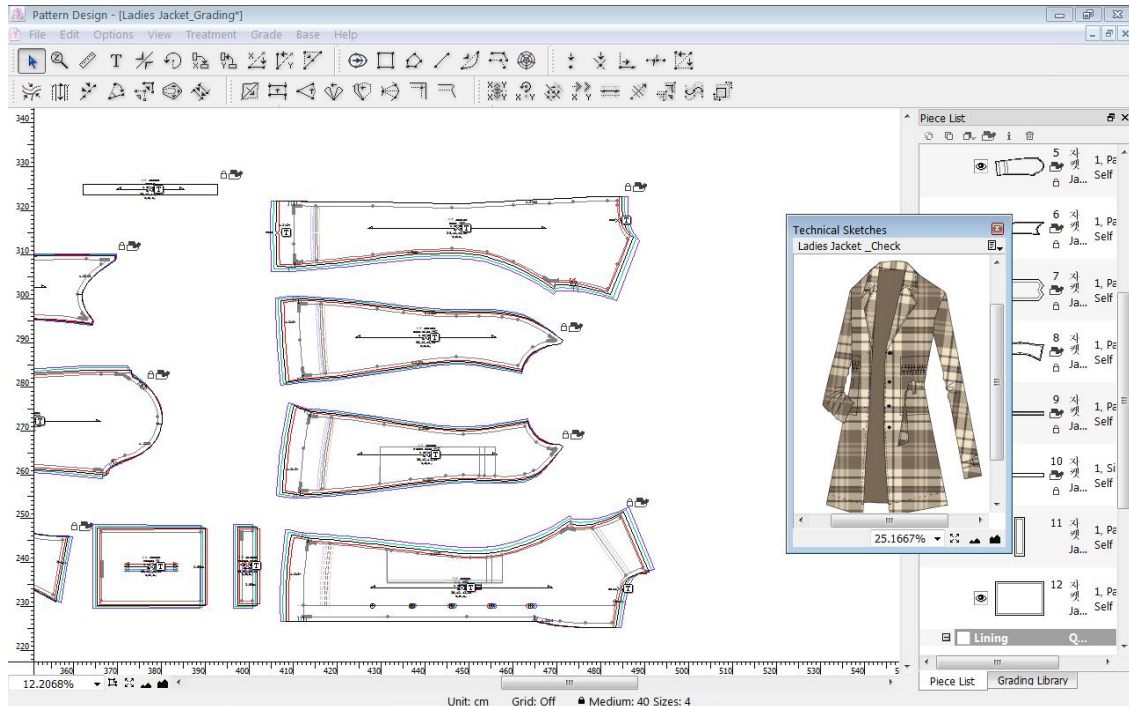 Pattern Design - [Ladies Jacket_Grading*]
File Edit Options View Treatment Grade Base Help
Piece List
5 자켓 Ja... 1, Pa Self
6 자켓 Ja... 1, Pa Self
7 자켓 Ja... 1, Pa Self
8 자켓 Ja... 1, Pa Self
9 자켓 Ja... 1, Pa Self
10 자켓 Ja... 1, Si Self
11 자켓 Ja... 1, Pa Self
12 자켓 Ja... 1, Pa Self
Lining Q...
Piece List Grading Library
Technical Sketches
Ladies Jacket _Check
25.1667%
340
330
320
310
300
290
280
270
260
250
240
230
220
360 370 380 390 400 410 420 430 440 450 460 470 480 490 500 510 520 530 540 5
12.2068%
Unit: cm Grid: Off Medium: 40 Sizes: 4